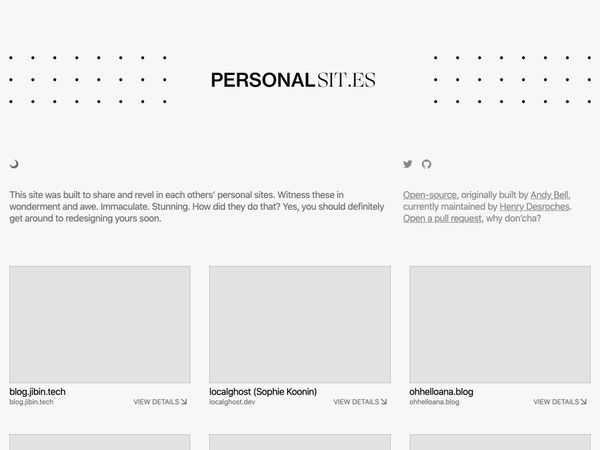 PERSONALSIT.ES
This site was built to share and revel in each others’ personal sites. Witness these in
wonderment and awe. Immaculate. Stunning. How did they do that? Yes, you should definitely
get around to redesigning yours soon.
Open-source, originally built by Andy Bell,
currently maintained by Henry Desroches.
Open a pull request, why don’cha?
blog.jibin.tech
blog.jibin.tech VIEW DETAILS
localghost (Sophie Koonin)
localghost.dev VIEW DETAILS
ohhelloana.blog
ohhelloana.blog VIEW DETAILS